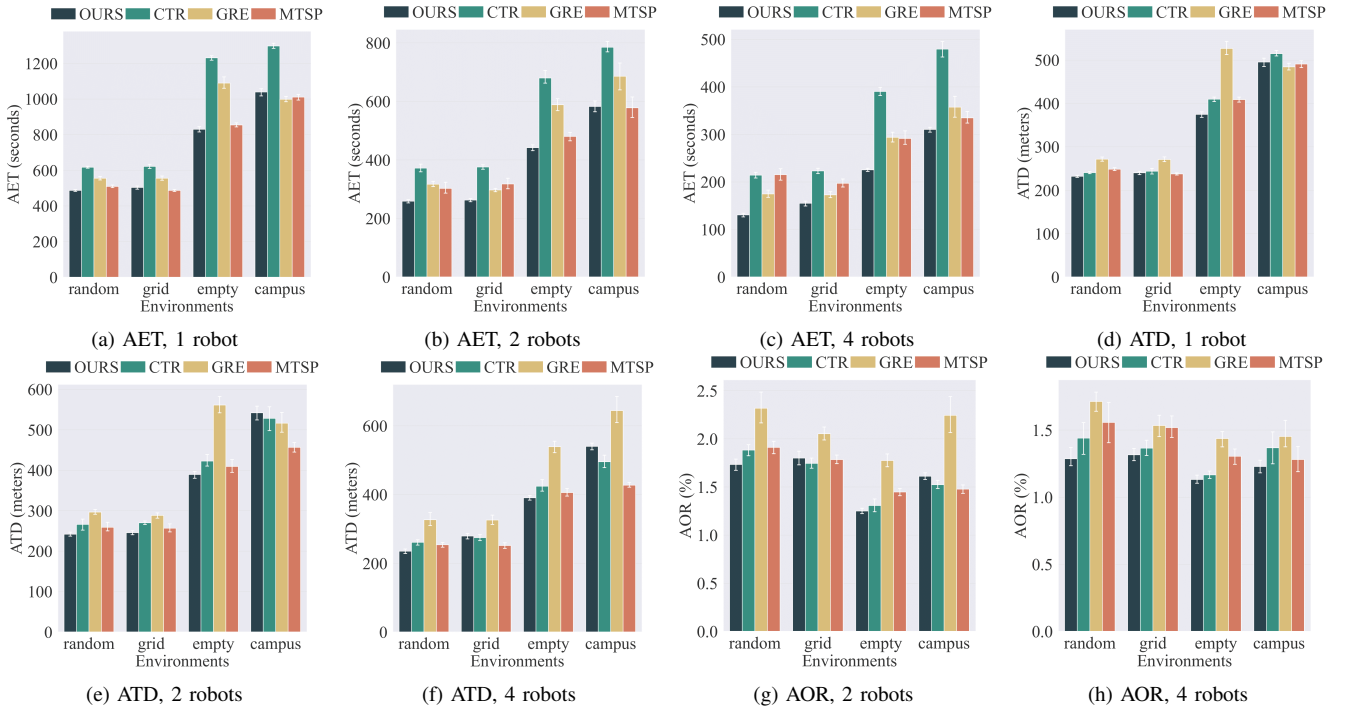 OURS CTR GRE MTSP
AET (seconds)
1200
1000
800
600
400
200
0
random grid empty campus
Environments
(a) AET, 1 robot
OURS CTR GRE MTSP
AET (seconds)
800
600
400
200
0
random grid empty campus
Environments
(b) AET, 2 robots
OURS CTR GRE MTSP
AET (seconds)
500
400
300
200
100
0
random grid empty campus
Environments
(c) AET, 4 robots
OURS CTR GRE MTSP
ATD (meters)
500
400
300
200
100
0
random grid empty campus
Environments
(d) ATD, 1 robot
OURS CTR GRE MTSP
ATD (meters)
600
500
400
300
200
100
0
random grid empty campus
Environments
(e) ATD, 2 robots
OURS CTR GRE MTSP
ATD (meters)
600
400
200
0
random grid empty campus
Environments
(f) ATD, 4 robots
OURS CTR GRE MTSP
AOR (%)
2.5
2.0
1.5
1.0
0.5
0.0
random grid empty campus
Environments
(g) AOR, 2 robots
OURS CTR GRE MTSP
AOR (%)
1.5
1.0
0.5
0.0
random grid empty campus
Environments
(h) AOR, 4 robots